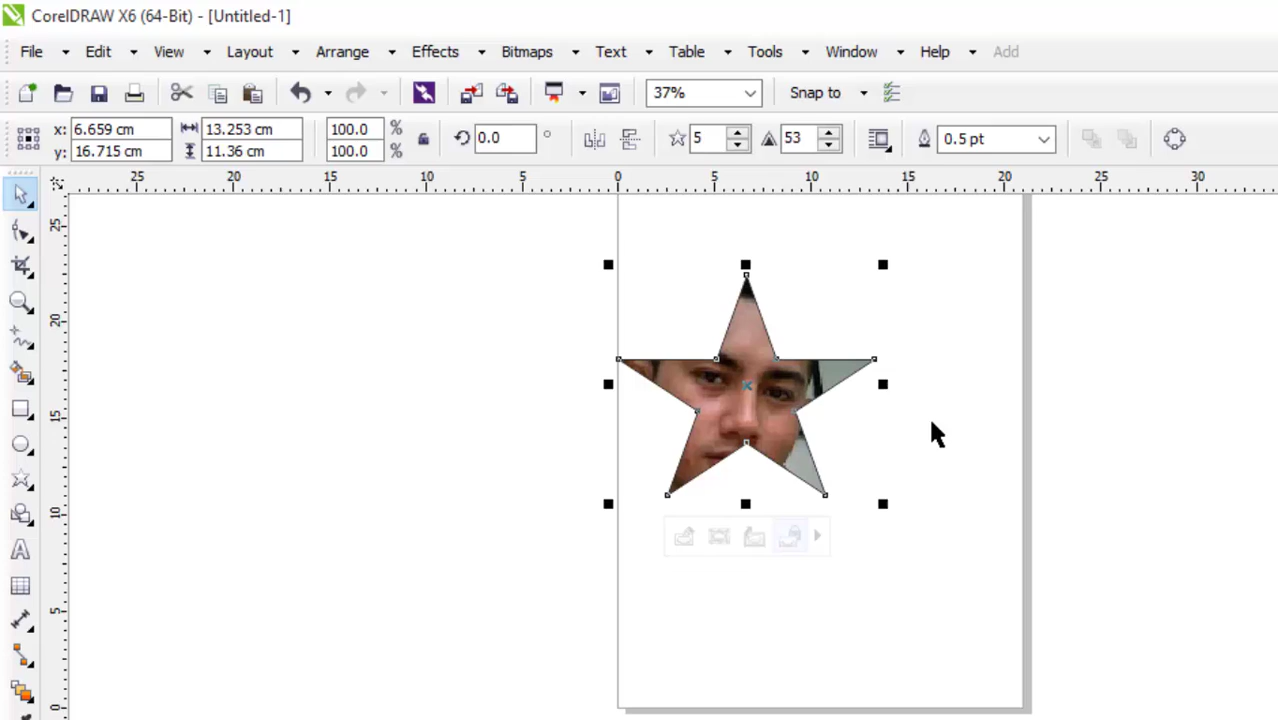 CorelDRAW X6 (64-Bit) - [Untitled-1]
File Edit View Layout Arrange Effects Bitmaps Text Table Tools Window Help Add
37% Snap to
x: 6.659 cm 13.253 cm 100.0 % 0.0 ° 5 53 0.5 pt
y: 16.715 cm 11.36 cm 100.0 %
25 20 15 10 5 0 5 10 15 20 25 30
25
20
15
10
5
0